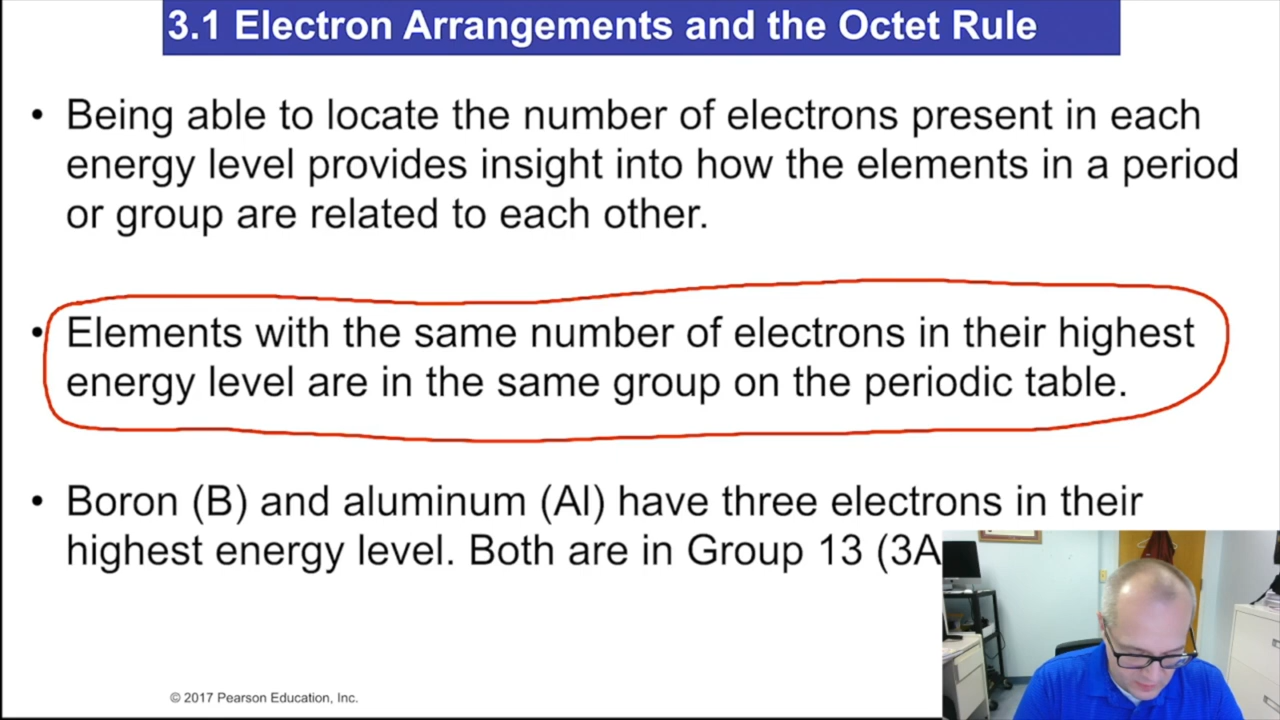 3.1 Electron Arrangements and the Octet Rule
• Being able to locate the number of electrons present in each
energy level provides insight into how the elements in a period
or group are related to each other.
• Elements with the same number of electrons in their highest
energy level are in the same group on the periodic table.
• Boron (B) and aluminum (Al) have three electrons in their
highest energy level. Both are in Group 13 (3A
© 2017 Pearson Education, Inc.